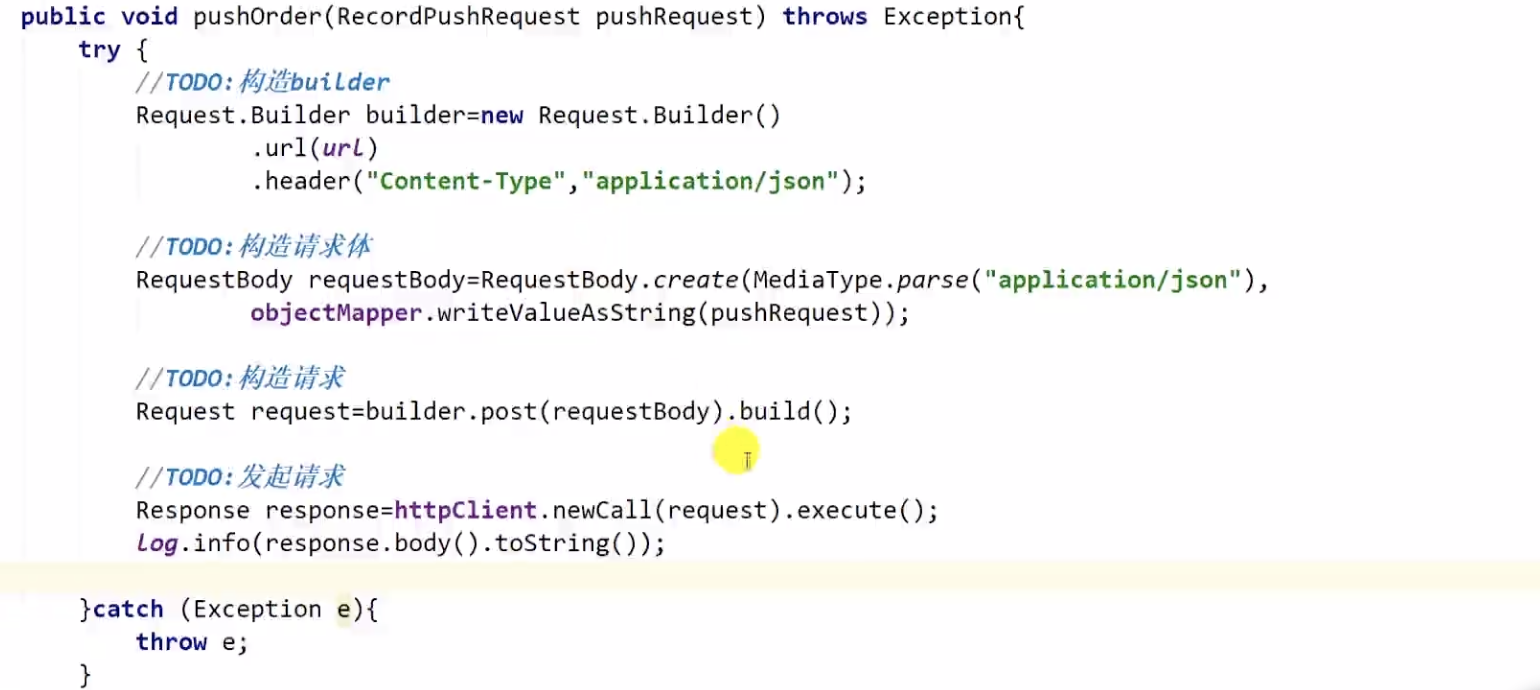 public void pushOrder(RecordPushRequest pushRequest) throws Exception{
try {
//TODO:构造builder
Request.Builder builder=new Request.Builder()
.url(url)
.header("Content-Type","application/json");
//TODO:构造请求体
RequestBody requestBody=RequestBody.create(MediaType.parse("application/json"),
objectMapper.writeValueAsString(pushRequest));
//TODO:构造请求
Request request=builder.post(requestBody).build();
//TODO:发起请求
Response response=httpClient.newCall(request).execute();
log.info(response.body().toString());
}catch (Exception e){
throw e;
}